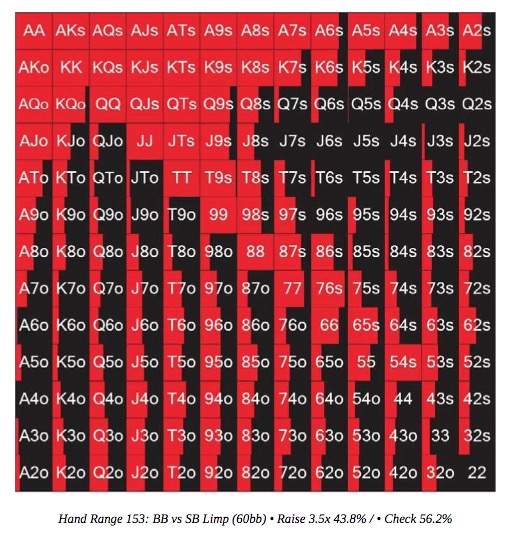 AA AKs AQs AJs ATs A9s A8s A7s A6s A5s A4s A3s A2s
AKo KK KQs KJs KTs K9s K8s K7s K6s K5s K4s K3s K2s
AQo KQo QQ QJs QTs Q9s Q8s Q7s Q6s Q5s Q4s Q3s Q2s
AJo KJo QJo JJ JTs J9s J8s J7s J6s J5s J4s J3s J2s
ATo KTo QTo JTo TT T9s T8s T7s T6s T5s T4s T3s T2s
A9o K9o Q9o J9o T9o 99 98s 97s 96s 95s 94s 93s 92s
A8o K8o Q8o J8o T8o 98o 88 87s 86s 85s 84s 83s 82s
A7o K7o Q7o J7o T7o 97o 87o 77 76s 75s 74s 73s 72s
A6o K6o Q6o J6o T6o 96o 86o 76o 66 65s 64s 63s 62s
A5o K5o Q5o J5o T5o 95o 85o 75o 65o 55 54s 53s 52s
A4o K4o Q4o J4o T4o 94o 84o 74o 64o 54o 44 43s 42s
A3o K3o Q3o J3o T3o 93o 83o 73o 63o 53o 43o 33 32s
A2o K2o Q2o J2o T2o 92o 82o 72o 62o 52o 42o 32o 22
Hand Range 153: BB vs SB Limp (60bb) • Raise 3.5x 43.8% / • Check 56.2%